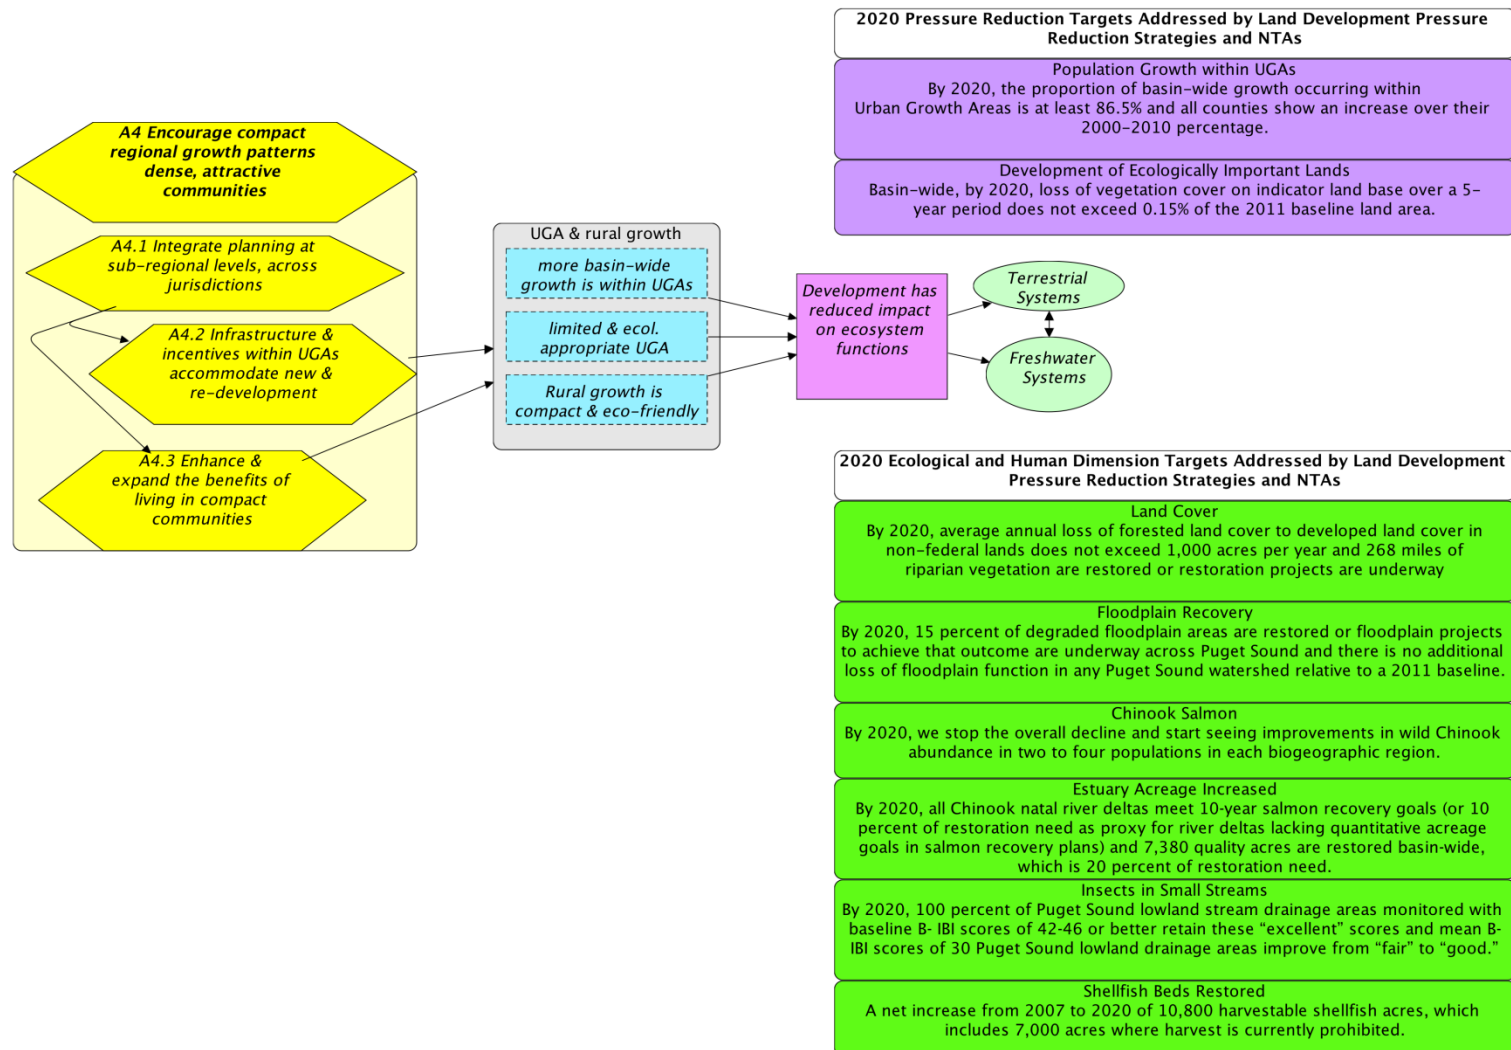 A4 Encourage compact
regional growth patterns
dense, attractive
communities
A4.1 Integrate planning at
sub-regional levels, across
jurisdictions
A4.2 Infrastructure &
incentives within UGAs
accommodate new &
re-development
A4.3 Enhance &
expand the benefits of
living in compact
communities
UGA & rural growth
more basin-wide
growth is within UGAs
limited & ecol.
appropriate UGA
Rural growth is
compact & eco-friendly
Development has
reduced impact
on ecosystem
functions
Terrestrial
Systems
Freshwater
Systems
2020 Pressure Reduction Targets Addressed by Land Development Pressure
Reduction Strategies and NTAs
Population Growth within UGAs
By 2020, the proportion of basin-wide growth occurring within
Urban Growth Areas is at least 86.5% and all counties show an increase over their
2000-2010 percentage.
Development of Ecologically Important Lands
Basin-wide, by 2020, loss of vegetation cover on indicator land base over a 5-
year period does not exceed 0.15% of the 2011 baseline land area.
2020 Ecological and Human Dimension Targets Addressed by Land Development
Pressure Reduction Strategies and NTAs
Land Cover
By 2020, average annual loss of forested land cover to developed land cover in
non-federal lands does not exceed 1,000 acres per year and 268 miles of
riparian vegetation are restored or restoration projects are underway
Floodplain Recovery
By 2020, 15 percent of degraded floodplain areas are restored or floodplain projects
to achieve that outcome are underway across Puget Sound and there is no additional
loss of floodplain function in any Puget Sound watershed relative to a 2011 baseline.
Chinook Salmon
By 2020, we stop the overall decline and start seeing improvements in wild Chinook
abundance in two to four populations in each biogeographic region.
Estuary Acreage Increased
By 2020, all Chinook natal river deltas meet 10-year salmon recovery goals (or 10
percent of restoration need as proxy for river deltas lacking quantitative acreage
goals in salmon recovery plans) and 7,380 quality acres are restored basin-wide,
which is 20 percent of restoration need.
Insects in Small Streams
By 2020, 100 percent of Puget Sound lowland stream drainage areas monitored with
baseline B- IBI scores of 42-46 or better retain these “excellent” scores and mean B-
IBI scores of 30 Puget Sound lowland drainage areas improve from “fair” to “good.”
Shellfish Beds Restored
A net increase from 2007 to 2020 of 10,800 harvestable shellfish acres, which
includes 7,000 acres where harvest is currently prohibited.